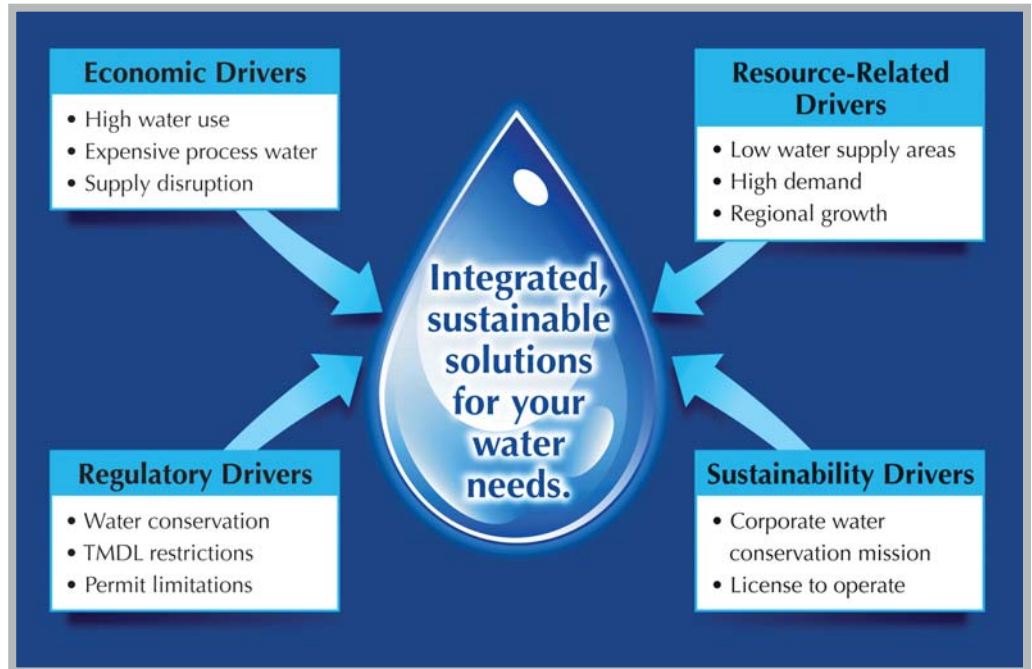 Economic Drivers
• High water use
• Expensive process water
• Supply disruption
Resource-Related
Drivers
• Low water supply areas
• High demand
• Regional growth
Integrated,
sustainable
solutions
for your
water
needs.
Regulatory Drivers
• Water conservation
• TMDL restrictions
• Permit limitations
Sustainability Drivers
• Corporate water
conservation mission
• License to operate